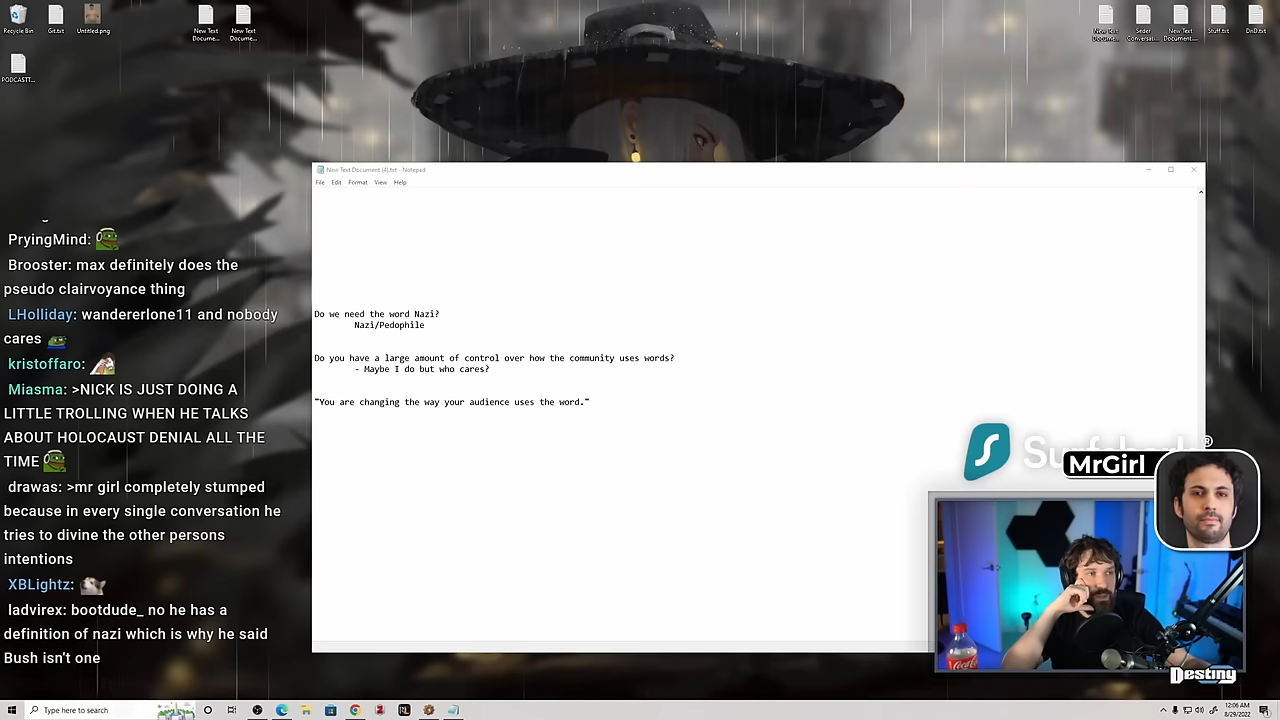 Recycle Bin
Git.txt
Untitled.png
New Text Docume...
New Text Docume...
New Text Docume...
Seder Conversati...
New Text Document...
Stuff.txt
DnD.txt
PODCASTT...
New Text Document (4).txt - Notepad
File Edit Format View Help
Do we need the word Nazi?
Nazi/Pedophile
Do you have a large amount of control over how the community uses words?
- Maybe I do but who cares?
"You are changing the way your audience uses the word."
PryingMind:
Brooster: max definitely does the
pseudo clairvoyance thing
LHolliday: wandererlone11 and nobody
cares
kristoffaro:
Miasma: >NICK IS JUST DOING A
LITTLE TROLLING WHEN HE TALKS
ABOUT HOLOCAUST DENIAL ALL THE
TIME
drawas: >mr girl completely stumped
because in every single conversation he
tries to divine the other persons
intentions
XBLightz:
ladvirex: bootdude_ no he has a
definition of nazi which is why he said
Bush isn't one
MrGirl
Destiny
Type here to search
12:06 AM
8/29/2022